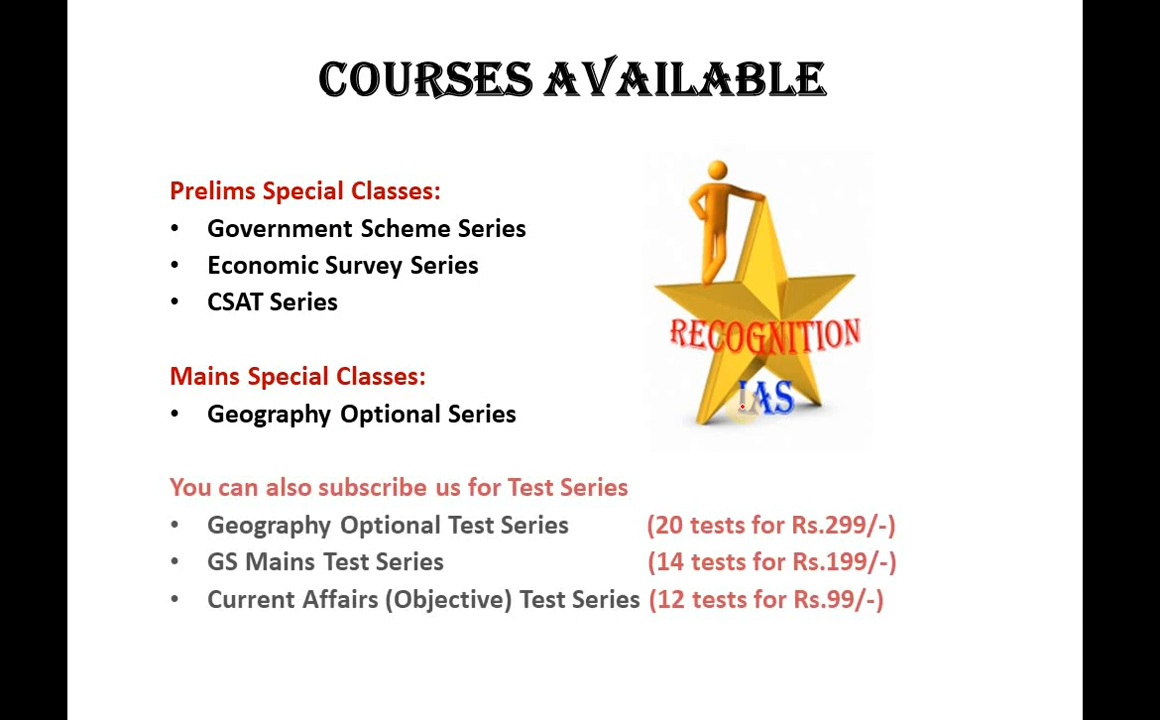 COURSES AVAILABLE
Prelims Special Classes:
• Government Scheme Series
• Economic Survey Series
• CSAT Series
RECOGNITION
IAS
Mains Special Classes:
• Geography Optional Series
You can also subscribe us for Test Series
• Geography Optional Test Series (20 tests for Rs.299/-)
• GS Mains Test Series (14 tests for Rs.199/-)
• Current Affairs (Objective) Test Series (12 tests for Rs.99/-)